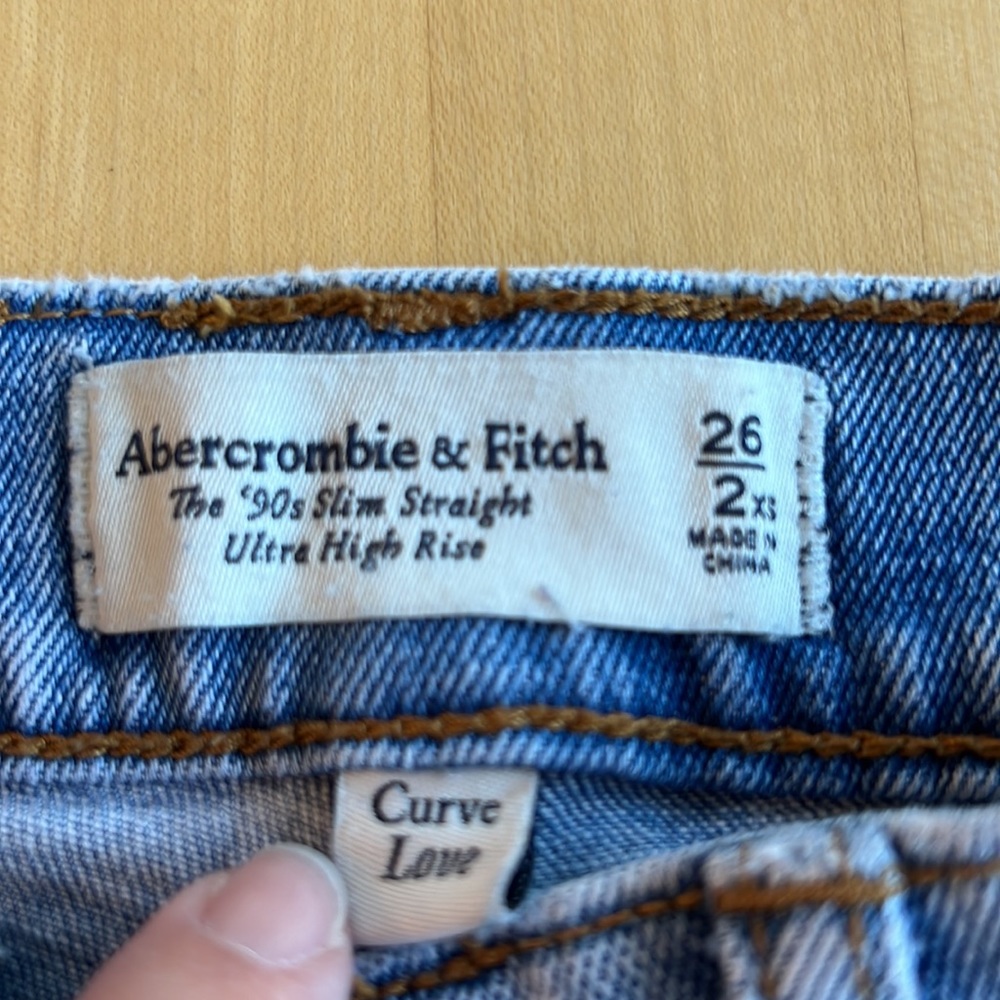 Abercrombie & Fitch
The '90s Slim Straight
Ultra High Rise
26
2XS
MADE IN
CHINA
Curve
Love